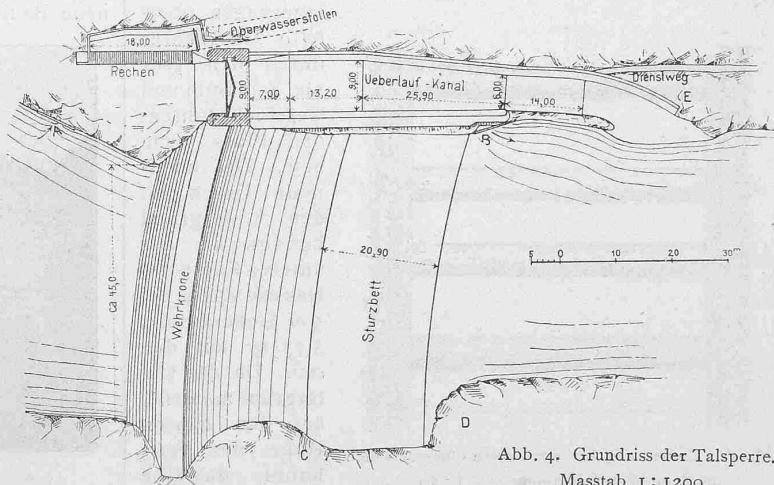 Oberwasserstollen
18,00
Rechen
9,00
7,00
13,20
9,00
Ueberlauf-Kanal
25,90
6,00
14,00
Dienstweg
E
A
B
ca 45,0
Wehrkrone
20,90
Sturzbett
5 0 10 20 30m
C
D
Abb. 4. Grundriss der Talsperre.
Masstab 1:1200.